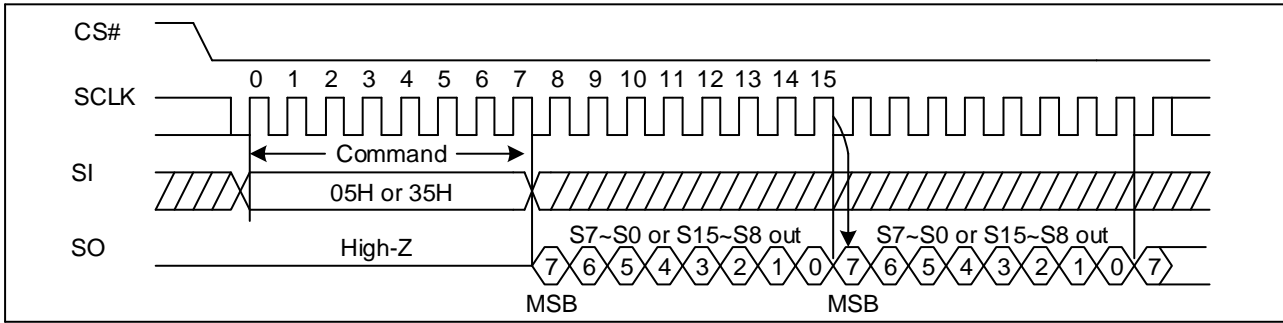 CS#
0 1 2 3 4 5 6 7 8 9 10 11 12 13 14 15
SCLK
Command
SI
05H or 35H
S7~S0 or S15~S8 out S7~S0 or S15~S8 out
SO High-Z
7 6 5 4 3 2 1 0 7 6 5 4 3 2 1 0 7
MSB MSB